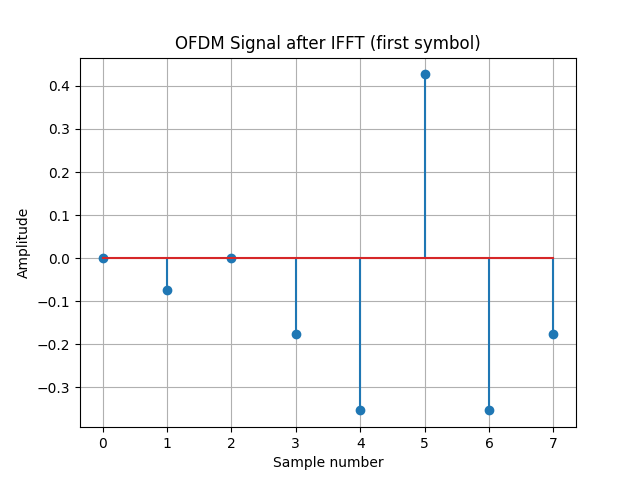 OFDM Signal after IFFT (first symbol)
0.4
0.3
0.2
0.1
0.0
−0.1
−0.2
−0.3
Amplitude
0 1 2 3 4 5 6 7
Sample number